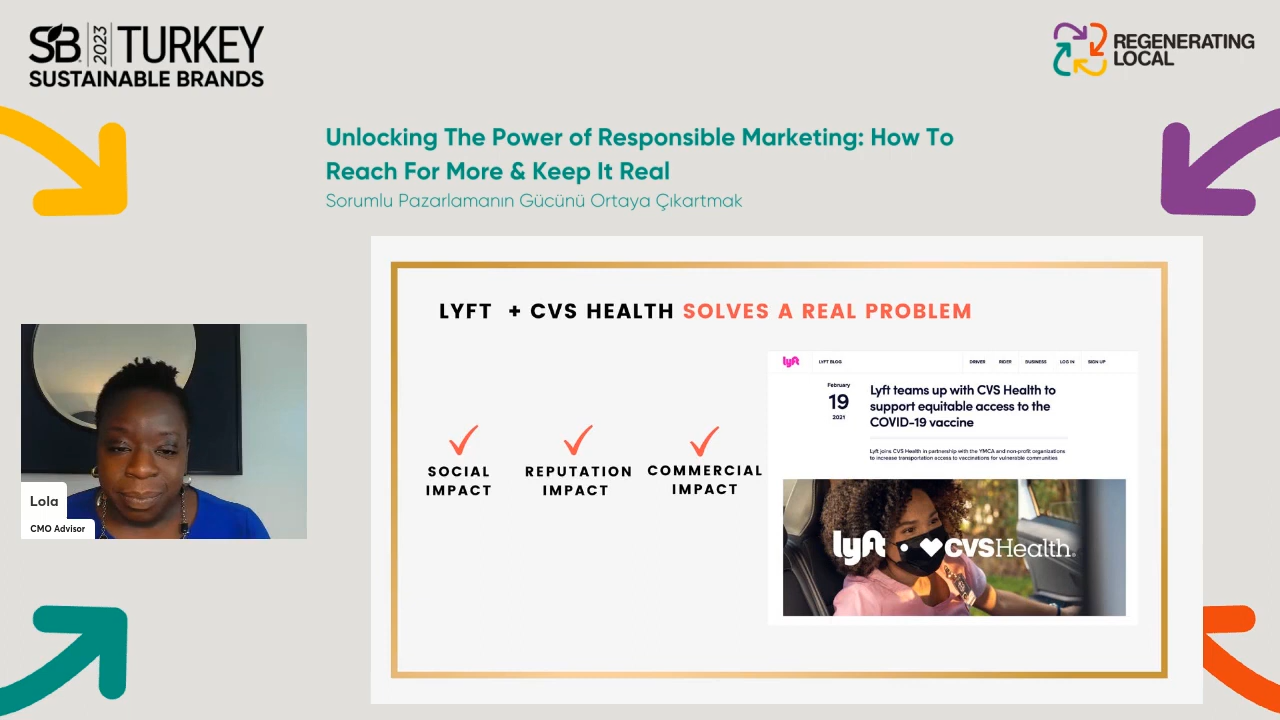 SB 2023 TURKEY
SUSTAINABLE BRANDS
REGENERATING
LOCAL
Unlocking The Power of Responsible Marketing: How To
Reach For More & Keep It Real
Sorumlu Pazarlamanın Gücünü Ortaya Çıkartmak
LYFT + CVS HEALTH SOLVES A REAL PROBLEM
lyft LYFT BLOG DRIVER RIDER BUSINESS LOG IN SIGN UP
February
19
2021
Lyft teams up with CVS Health to
support equitable access to the
COVID-19 vaccine
Lyft joins CVS Health in partnership with the YMCA and non-profit organizations
to increase transportation access to vaccinations for vulnerable communities
SOCIAL
IMPACT
REPUTATION
IMPACT
COMMERCIAL
IMPACT
lyft CVSHealth
Lola
CMO Advisor